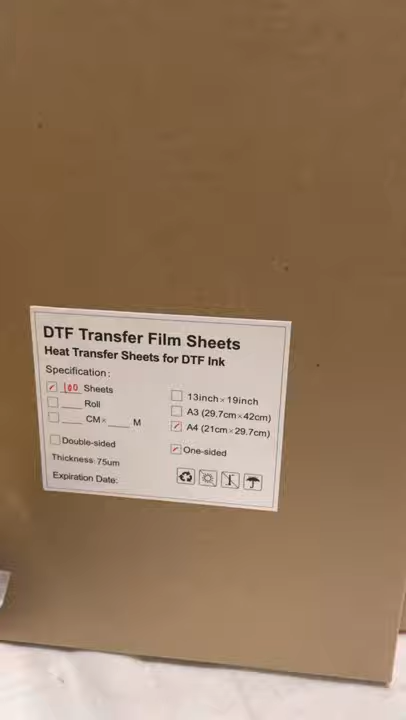 DTF Transfer Film Sheets
Heat Transfer Sheets for DTF Ink
Specification:
100 Sheets
Roll
CM× M
13inch×19inch
A3 (29.7cm×42cm)
A4 (21cm×29.7cm)
Double-sided
One-sided
Thickness: 75um
Expiration Date: